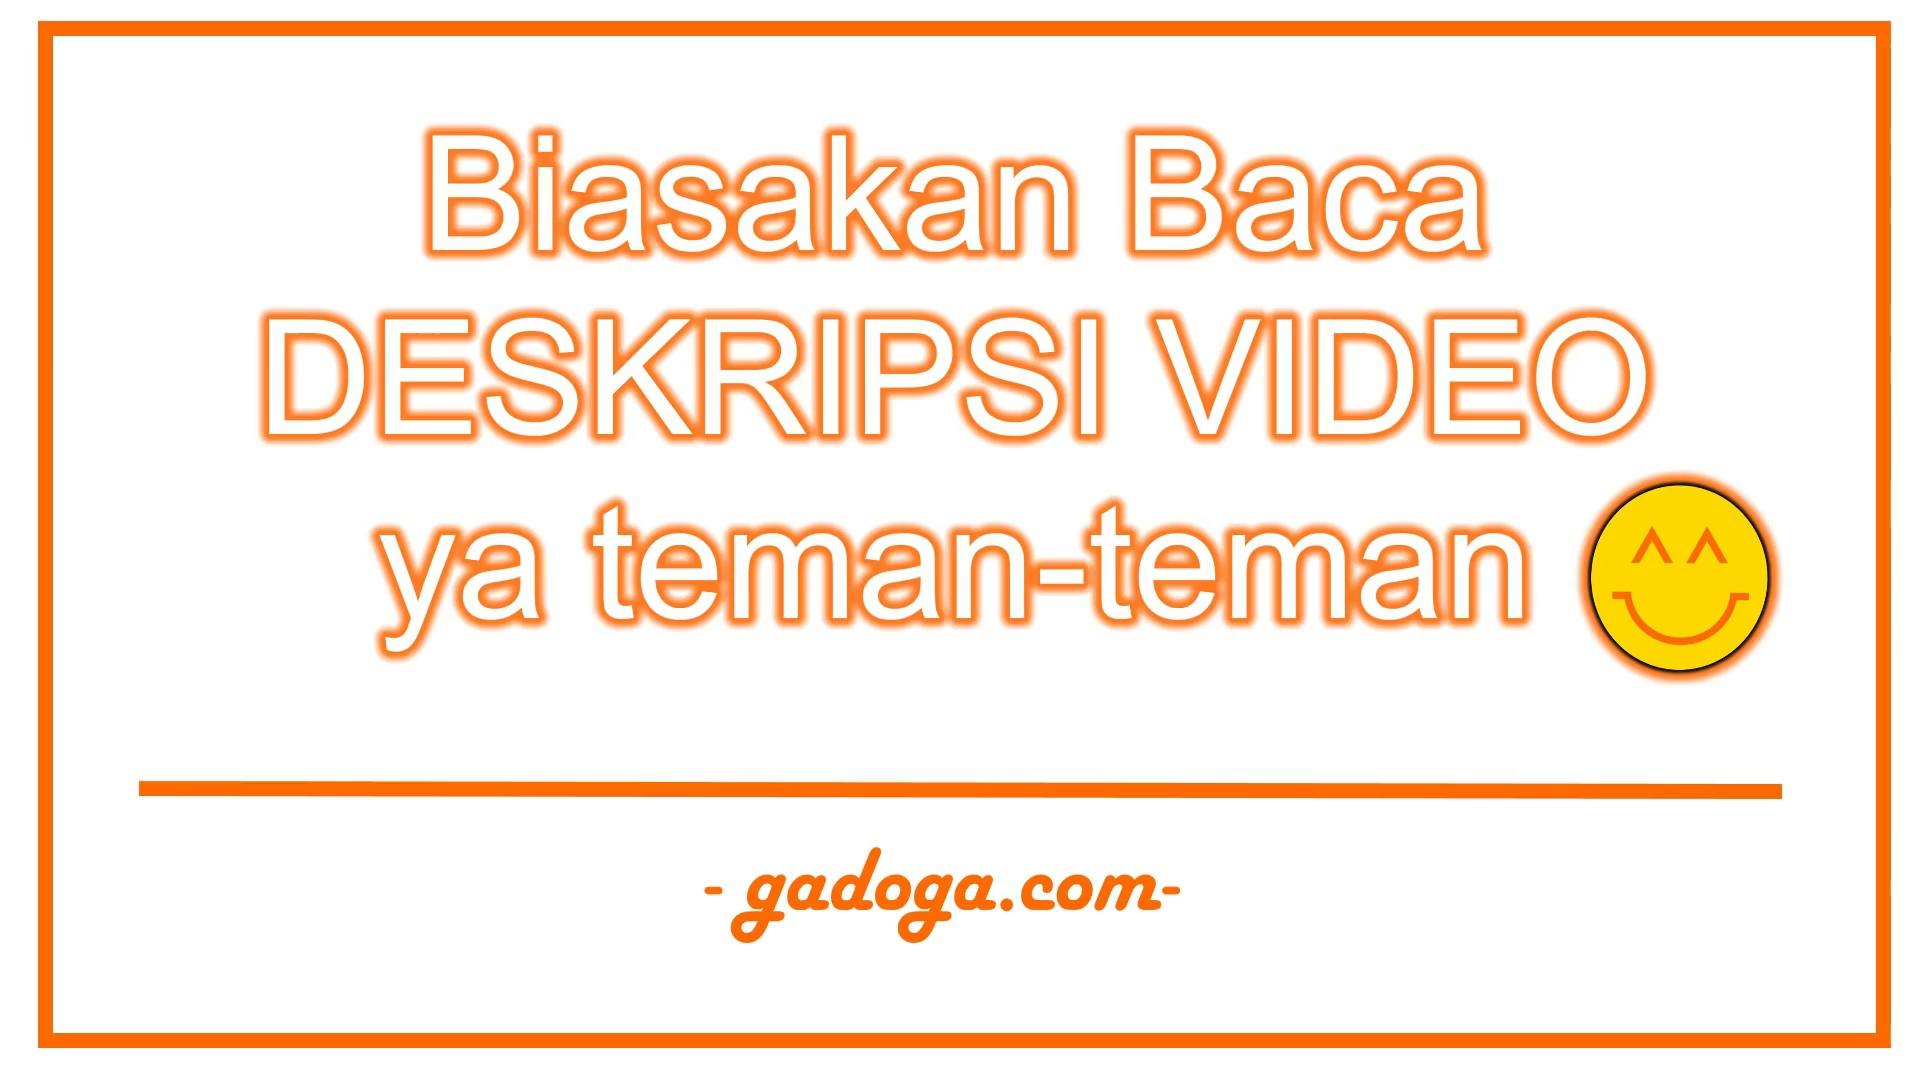 Biasakan Baca
DESKRIPSI VIDEO
ya teman-teman
- gadoga.com-